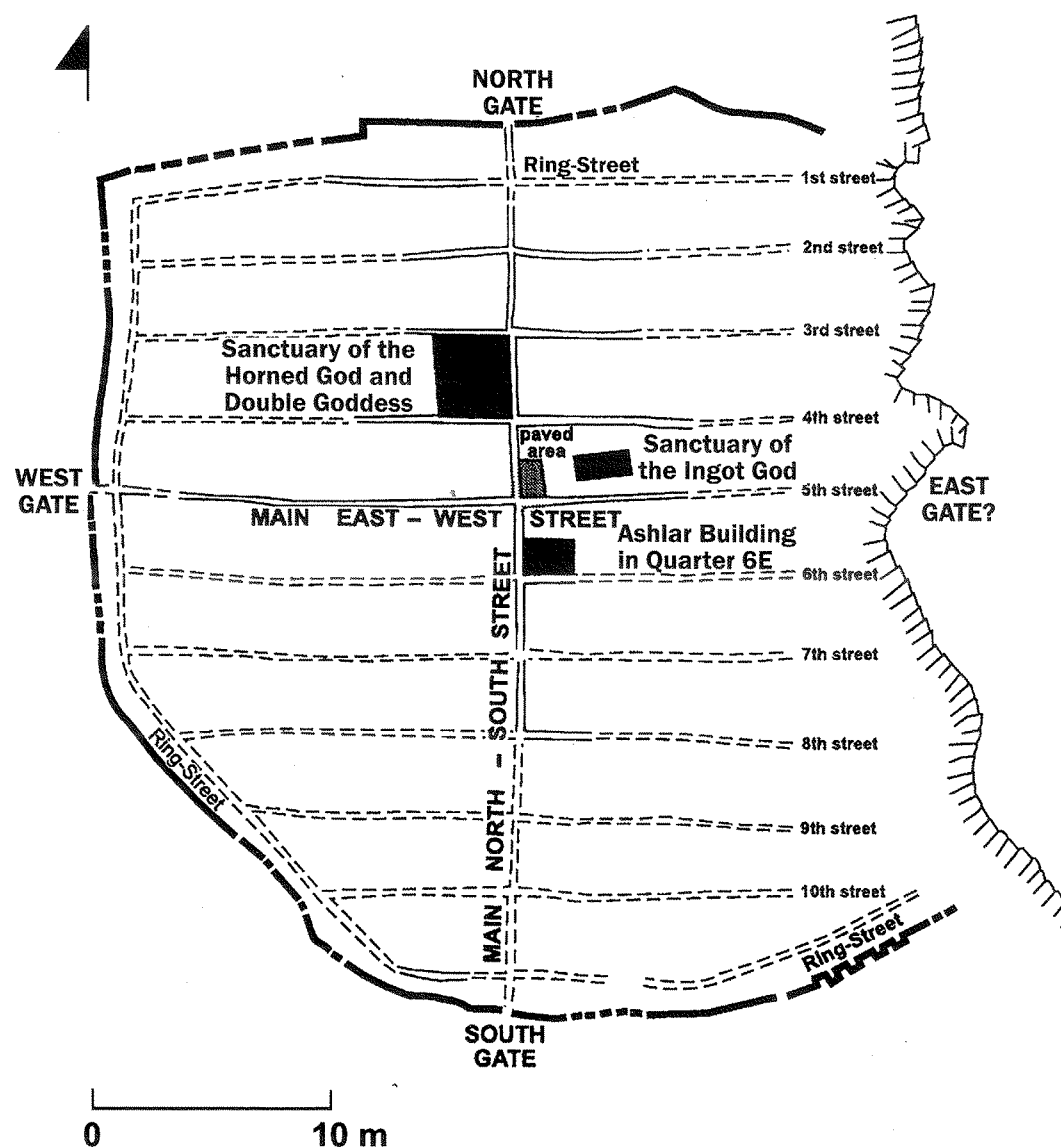 NORTH
GATE
Ring-Street
1st street
2nd street
3rd street
Sanctuary of the
Horned God and
Double Goddess
4th street
paved
area
Sanctuary of
the Ingot God
WEST
GATE
5th street
EAST
GATE?
MAIN EAST – WEST STREET
Ashlar Building
in Quarter 6E
6th street
MAIN NORTH – SOUTH STREET
7th street
8th street
Ring-Street
9th street
10th street
Ring-Street
SOUTH
GATE
0 10 m